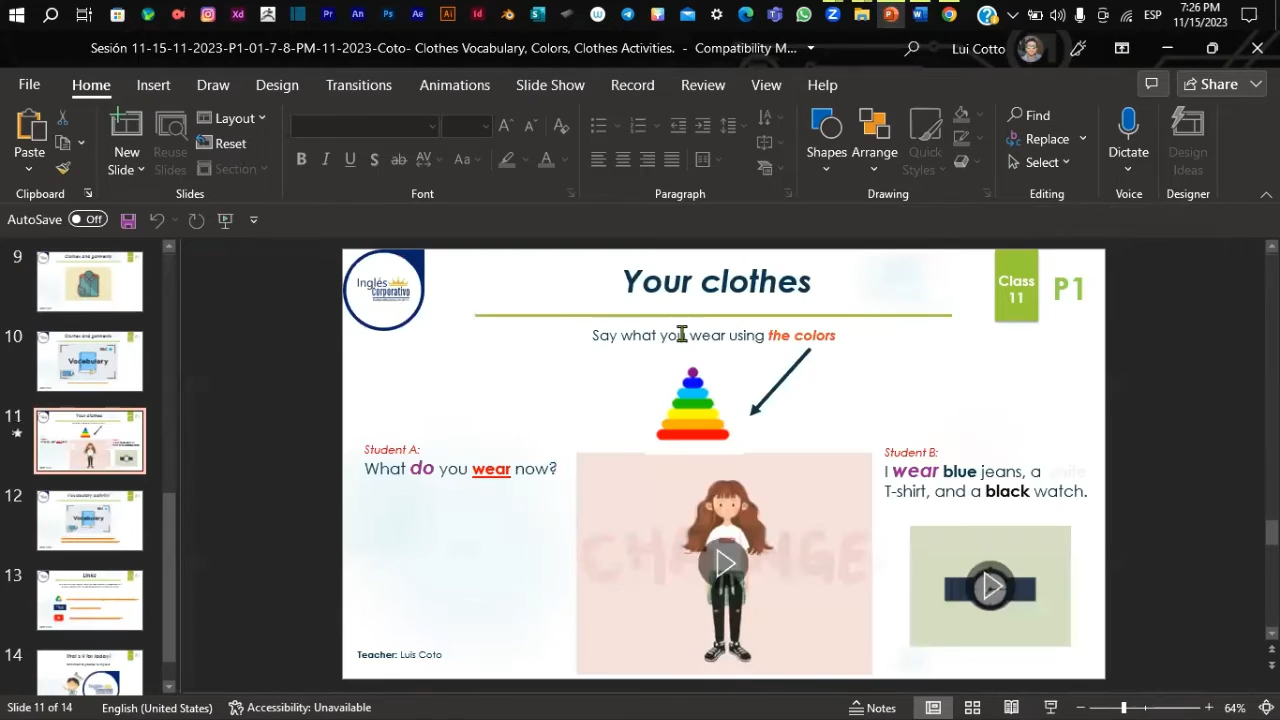 7:26 PM
ESP
11/15/2023
Sesión 11-15-11-2023-P1-01-7-8-PM-11-2023-Coto- Clothes Vocabulary, Colors, Clothes Activities. - Compatibility M...
Lui Cotto
File Home Insert Draw Design Transitions Animations Slide Show Record Review View Help
Share
Paste
New Slide
Reuse Slides
Layout
Reset
Section
Shapes
Arrange
Quick Styles
Find
Replace
Select
Dictate
Design Ideas
Clipboard Slides Font Paragraph Drawing Editing Voice Designer
AutoSave Off
9
Clothes and garments
10
Clothes and garments
Vocabulary
11
Your clothes
12
Vocabulary activity
Vocabulary
13
Links
14
Inglés
Corporativo
Your clothes
Class 11
P1
Say what you wear using the colors
Student A:
What do you wear now?
CHANGE
Student B:
I wear blue jeans, a white
T-shirt, and a black watch.
Teacher: Luis Coto
Slide 11 of 14
English (United States)
Accessibility: Unavailable
Notes
64%